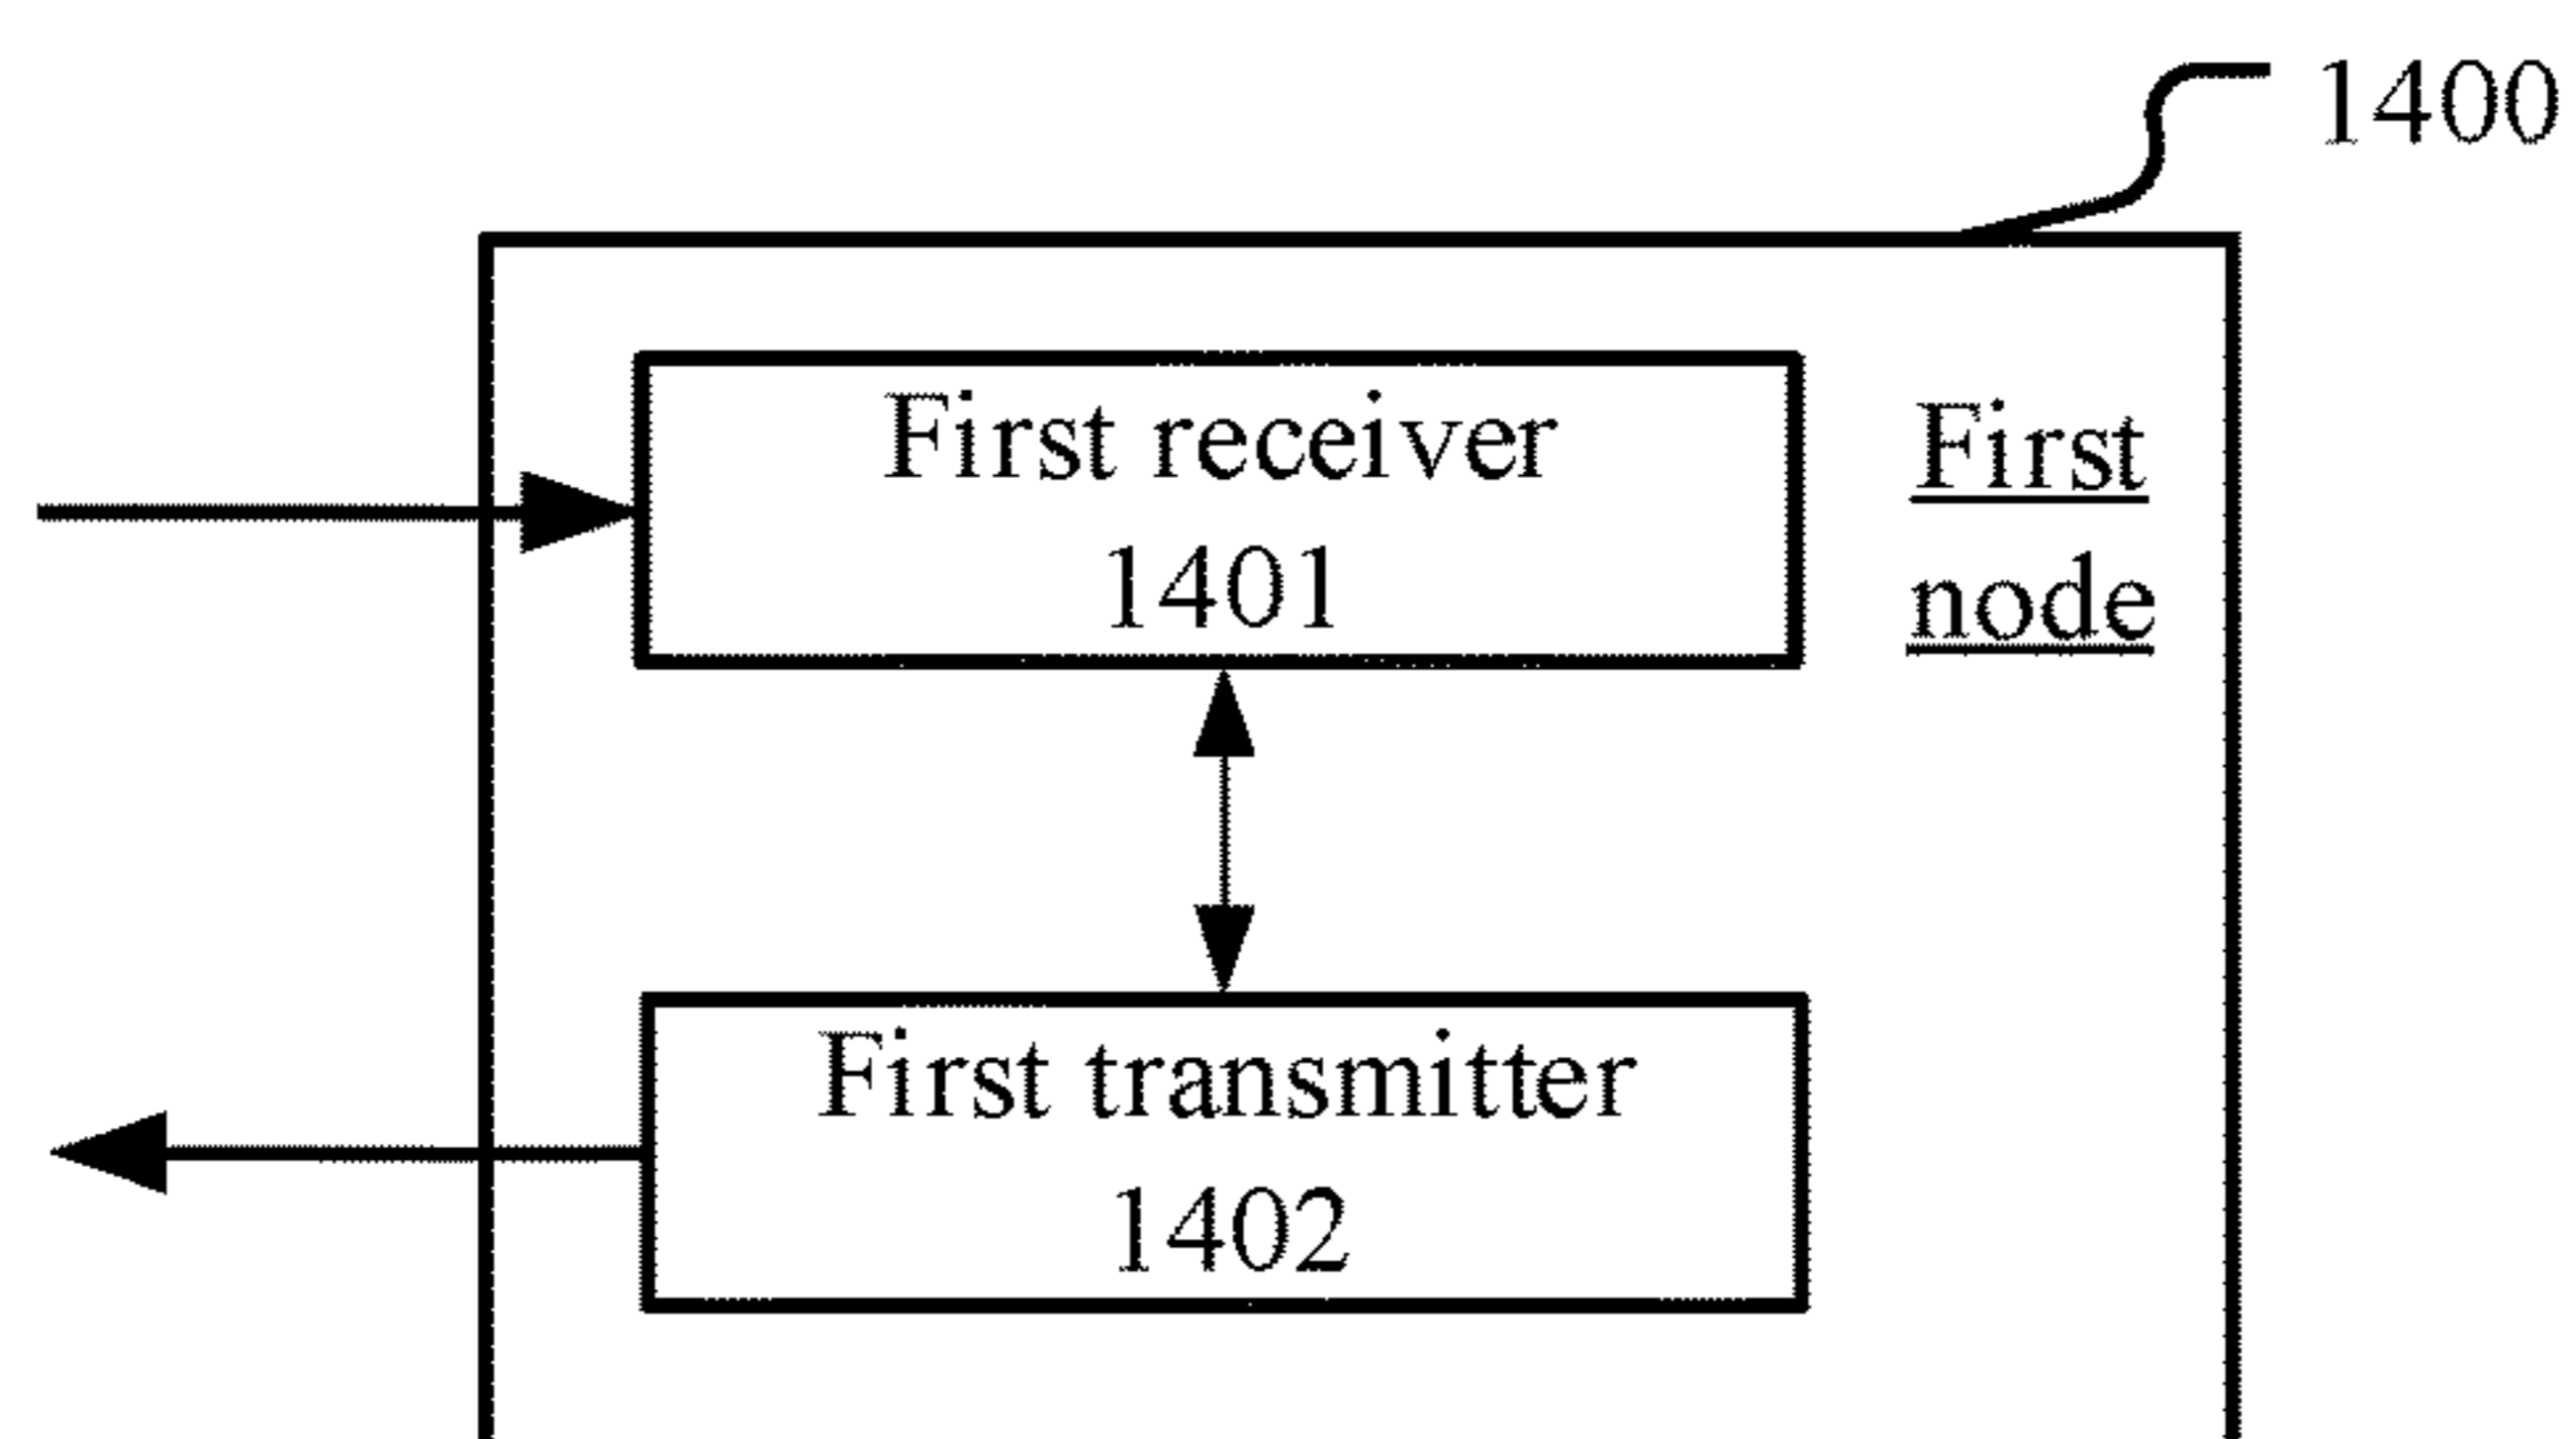 1400
First receiver
1401
First
node
First transmitter
1402